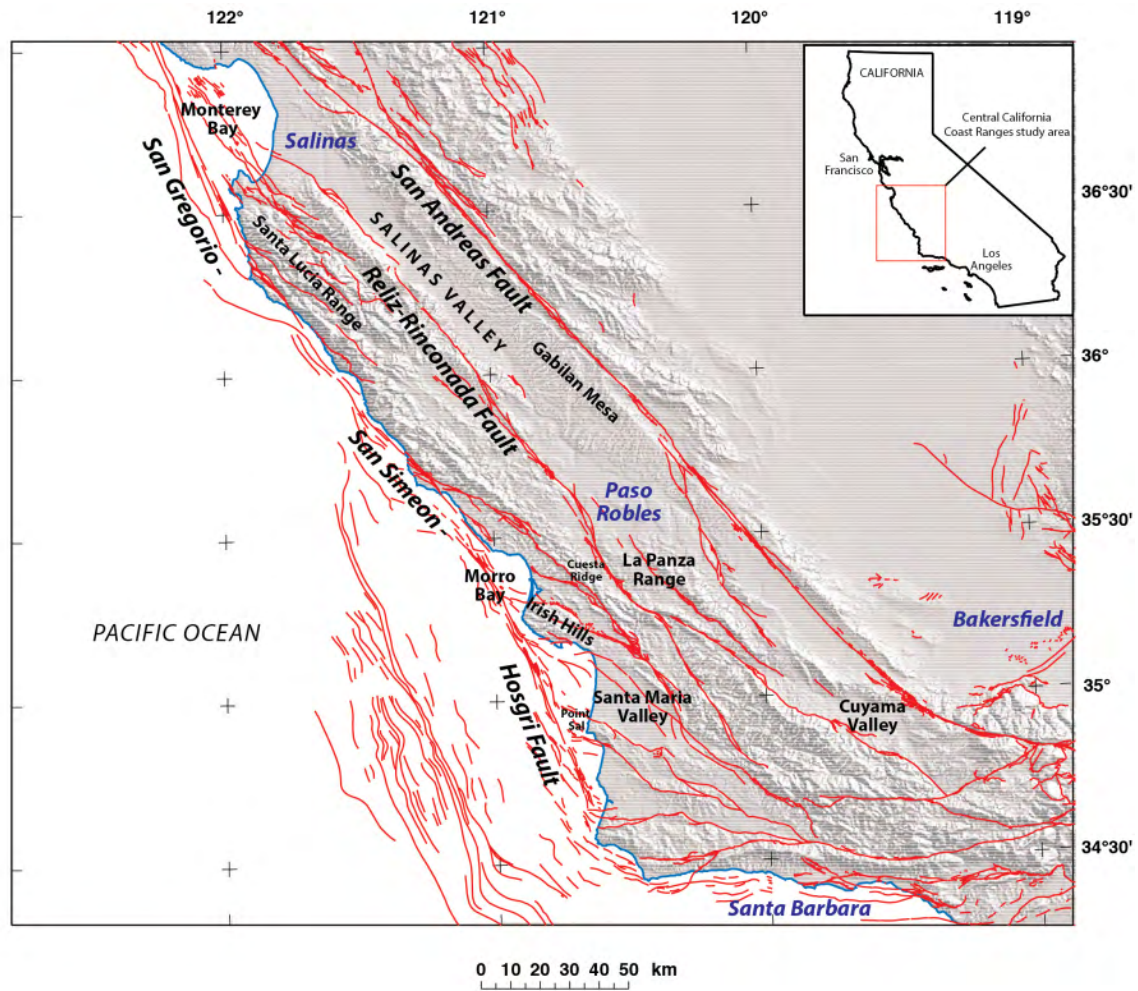 122°
121°
120°
119°
CALIFORNIA
Central California
Coast Ranges study area
San
Francisco
Los
Angeles
Monterey
Bay
Salinas
San Gregorio -
San Andreas Fault
SALINAS VALLEY
Santa Lucia Range
Reliz-Rinconada Fault
Gabilan Mesa
36°30'
36°
San Simeon -
Paso
Robles
35°30'
Cuesta
Ridge
La Panza
Range
Morro
Bay
Irish Hills
PACIFIC OCEAN
Bakersfield
Hosgri Fault
Santa Maria
Valley
Point
Sal
Cuyama
Valley
35°
34°30'
Santa Barbara
0 10 20 30 40 50 km